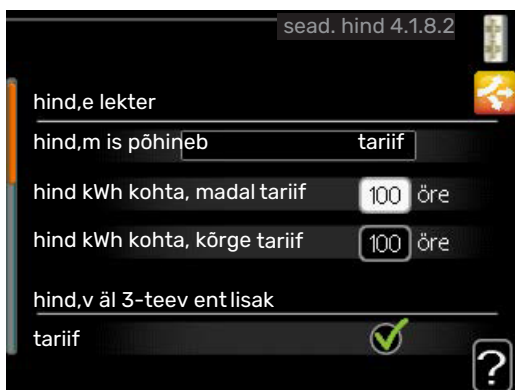 sead. hind 4.1.8.2
hind,e lekter
hind,m is põhineb tariif
hind kWh kohta, madal tariif 100 öre
hind kWh kohta, kõrge tariif 100 öre
hind,v äl 3-teev ent lisak
tariif
?